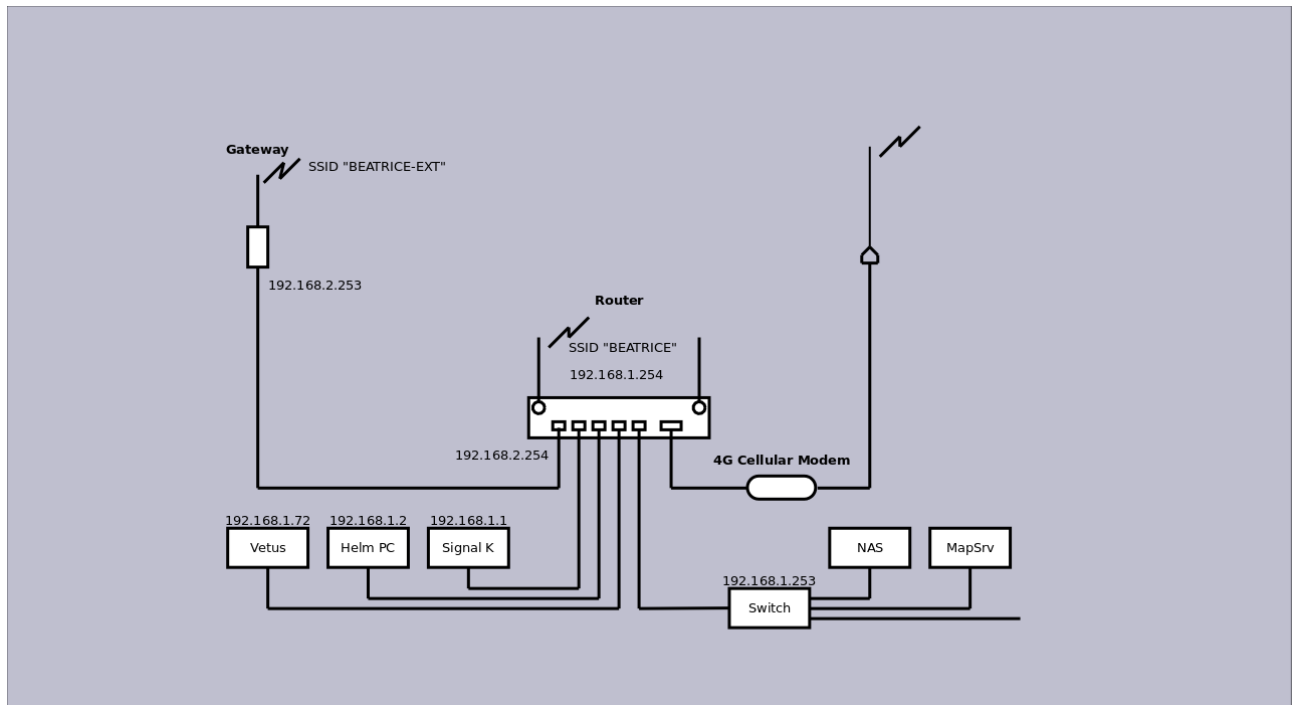 Gateway
SSID "BEATRICE-EXT"
192.168.2.253
Router
SSID "BEATRICE"
192.168.1.254
192.168.2.254
4G Cellular Modem
192.168.1.72
192.168.1.2
192.168.1.1
Vetus
Helm PC
Signal K
NAS
MapSrv
192.168.1.253
Switch